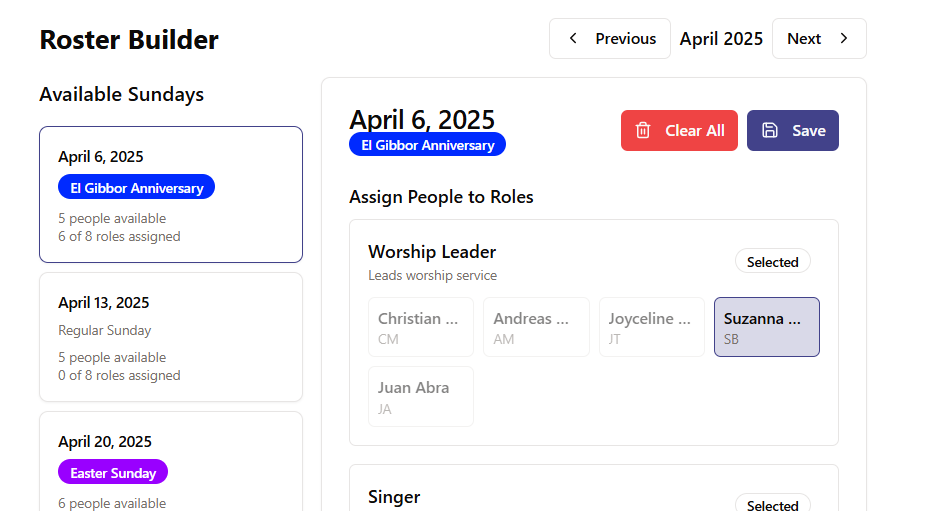 Roster Builder
Previous
April 2025
Next
Available Sundays
April 6, 2025
El Gibbor Anniversary
5 people available
6 of 8 roles assigned
April 13, 2025
Regular Sunday
5 people available
0 of 8 roles assigned
April 20, 2025
Easter Sunday
6 people available
April 6, 2025
El Gibbor Anniversary
Clear All
Save
Assign People to Roles
Worship Leader
Leads worship service
Selected
Christian ...
CM
Andreas ...
AM
Joyceline ...
JT
Suzanna ...
SB
Juan Abra
JA
Singer
Selected